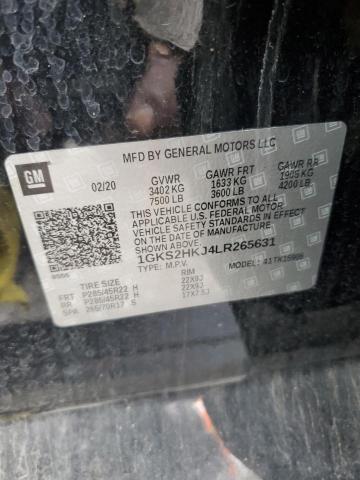 GM
MFD BY GENERAL MOTORS LLC
02/20 GVWR GAWR FRT GAWR RR
3402 KG 1633 KG 1905 KG
7500 LB 3600 LB 4200 LB
THIS VEHICLE CONFORMS TO ALL APPLICABLE
U.S. FEDERAL MOTOR VEHICLE
SAFETY STANDARDS IN EFFECT ON THE DATE OF
MANUFACTURE SHOWN ABOVE.
1GKS2HKJ4LR265631
TYPE: M.P.V. MODEL:
TIRE SIZE RIM
FRT P285/45R22 H 22X9J
RR P285/45R22 H 22X9J
SPA 265/70R17 S 17X7.5J